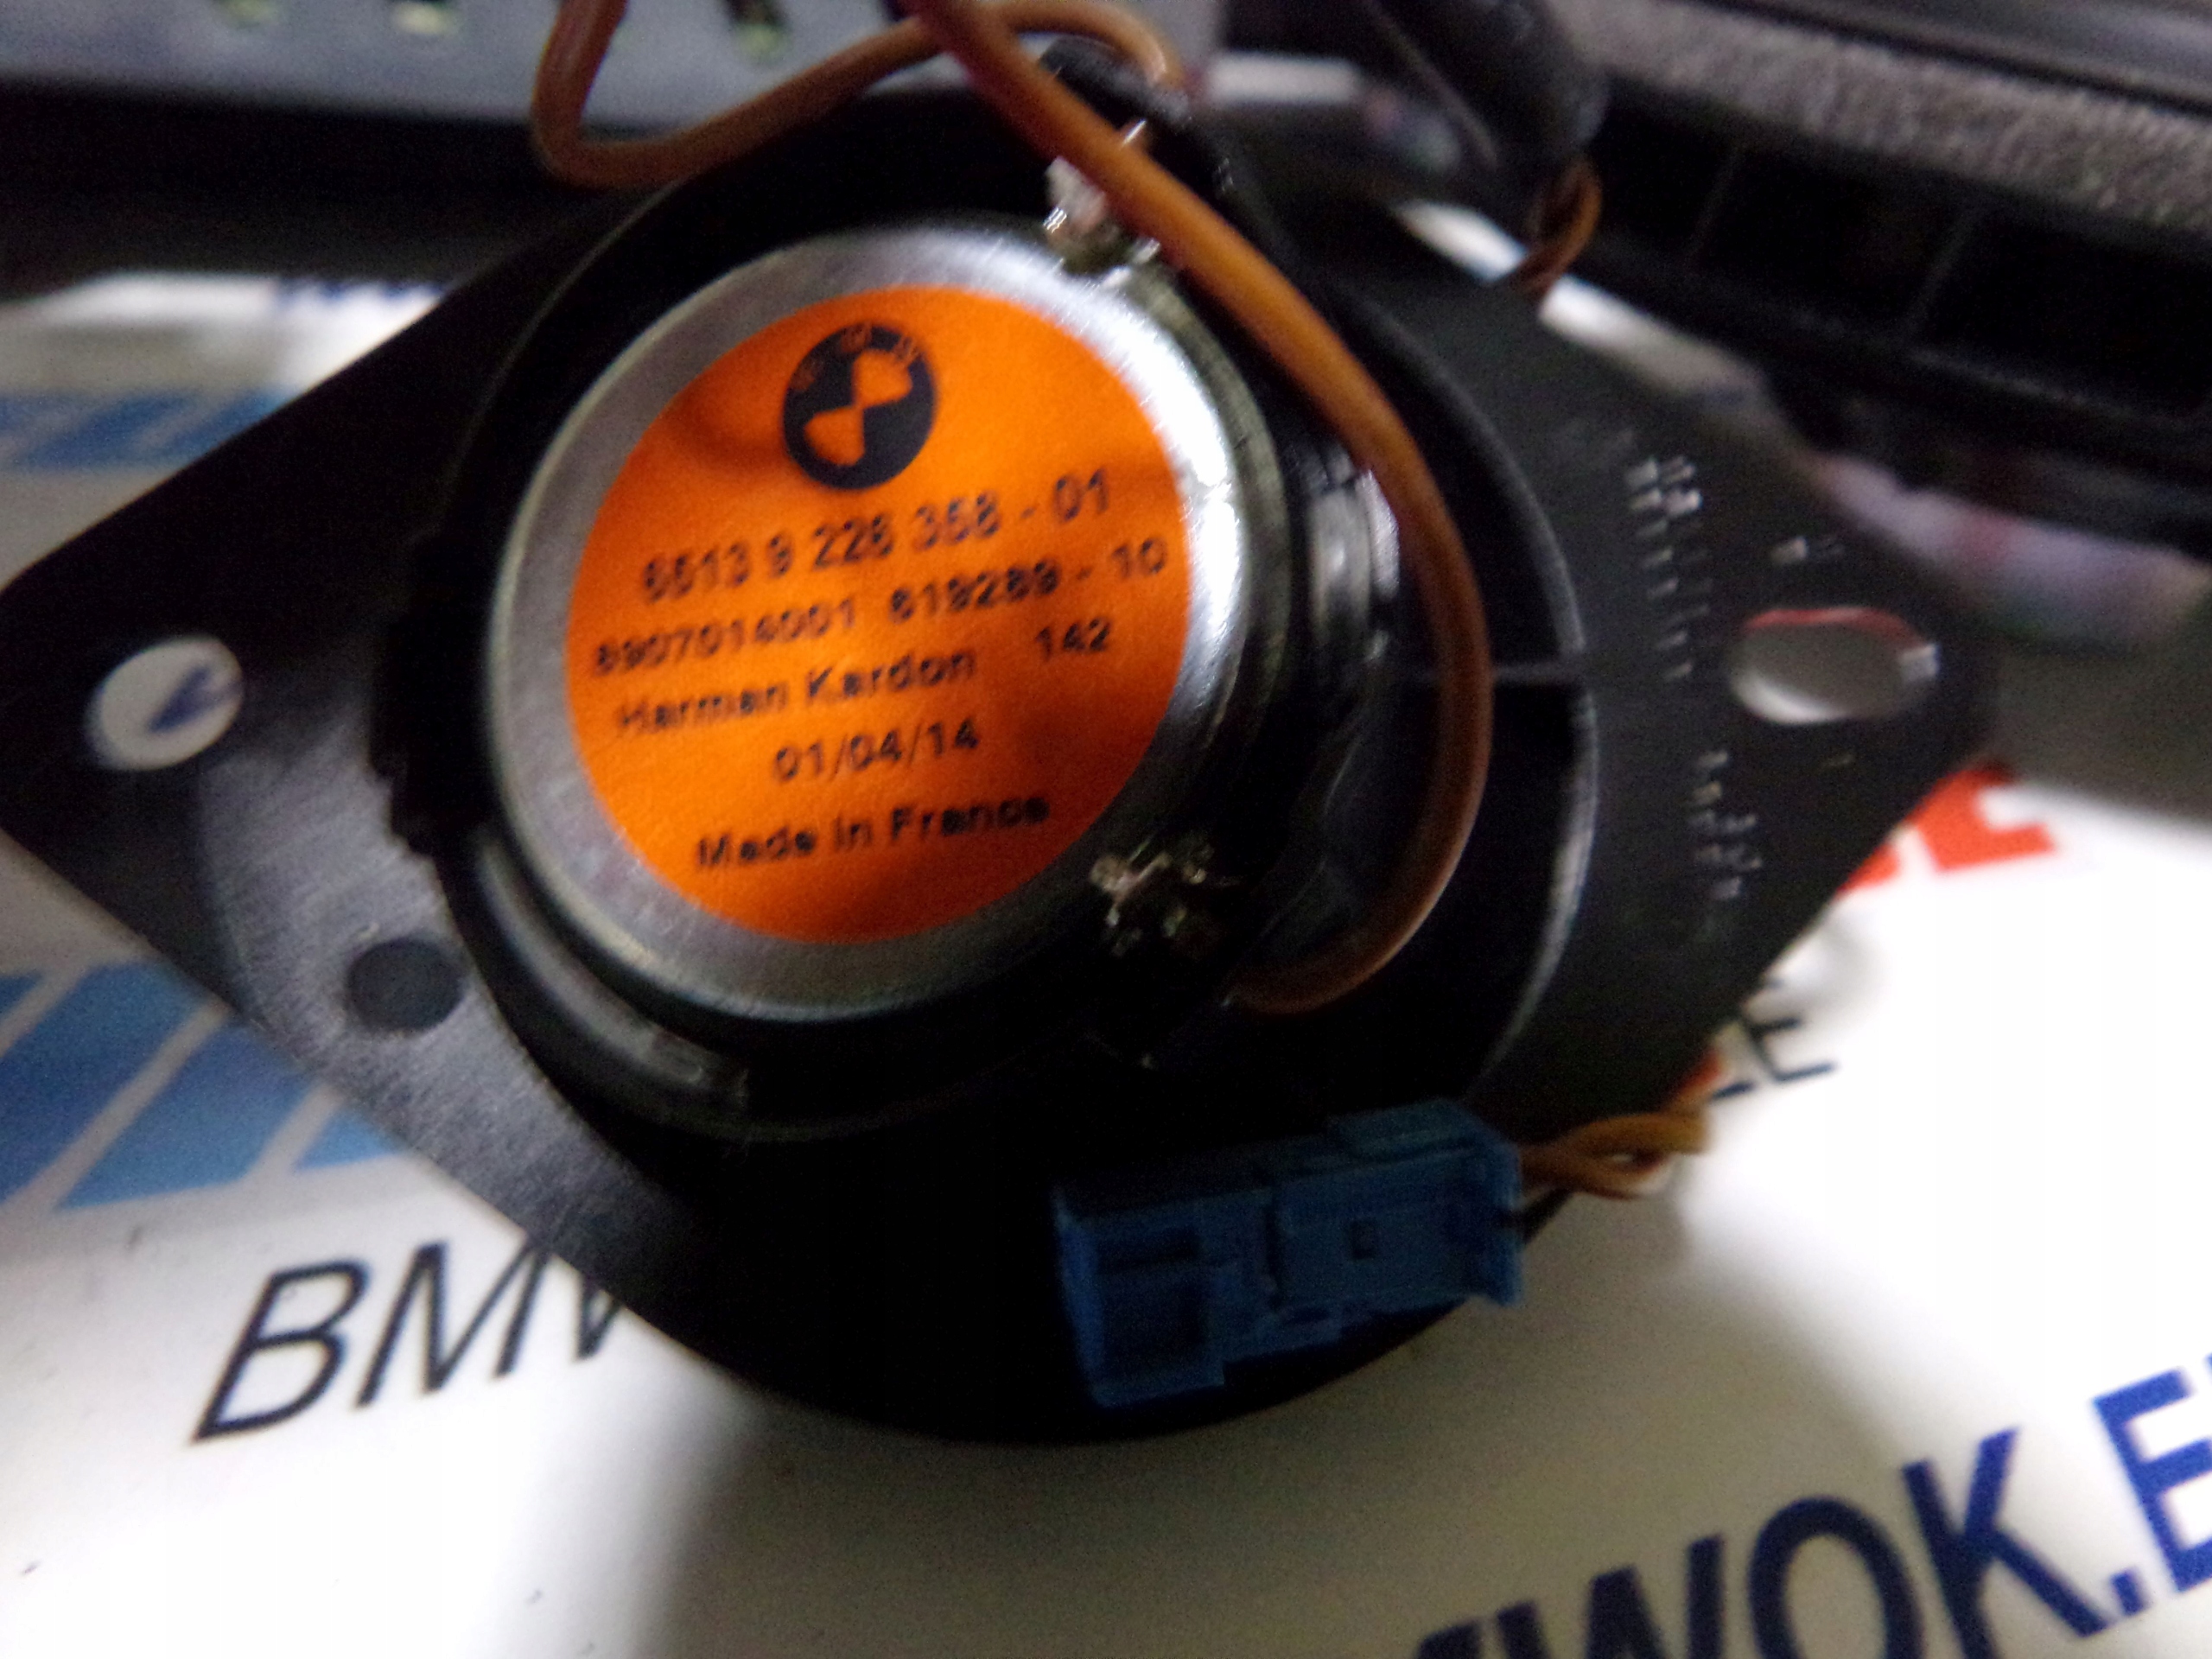 6513 9 226 358 - 01
6907014001 619289 - 10
Harman Kardon 142
01/04/14
Made in France
BMW